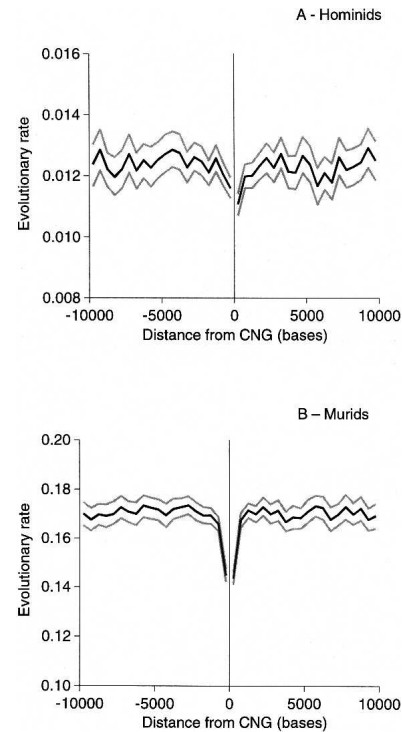 A - Hominids
0.016
0.014
0.012
0.010
0.008
Evolutionary rate
-10000 -5000 0 5000 10000
Distance from CNG (bases)
B – Murids
0.20
0.18
0.16
0.14
0.12
0.10
Evolutionary rate
-10000 -5000 0 5000 10000
Distance from CNG (bases)